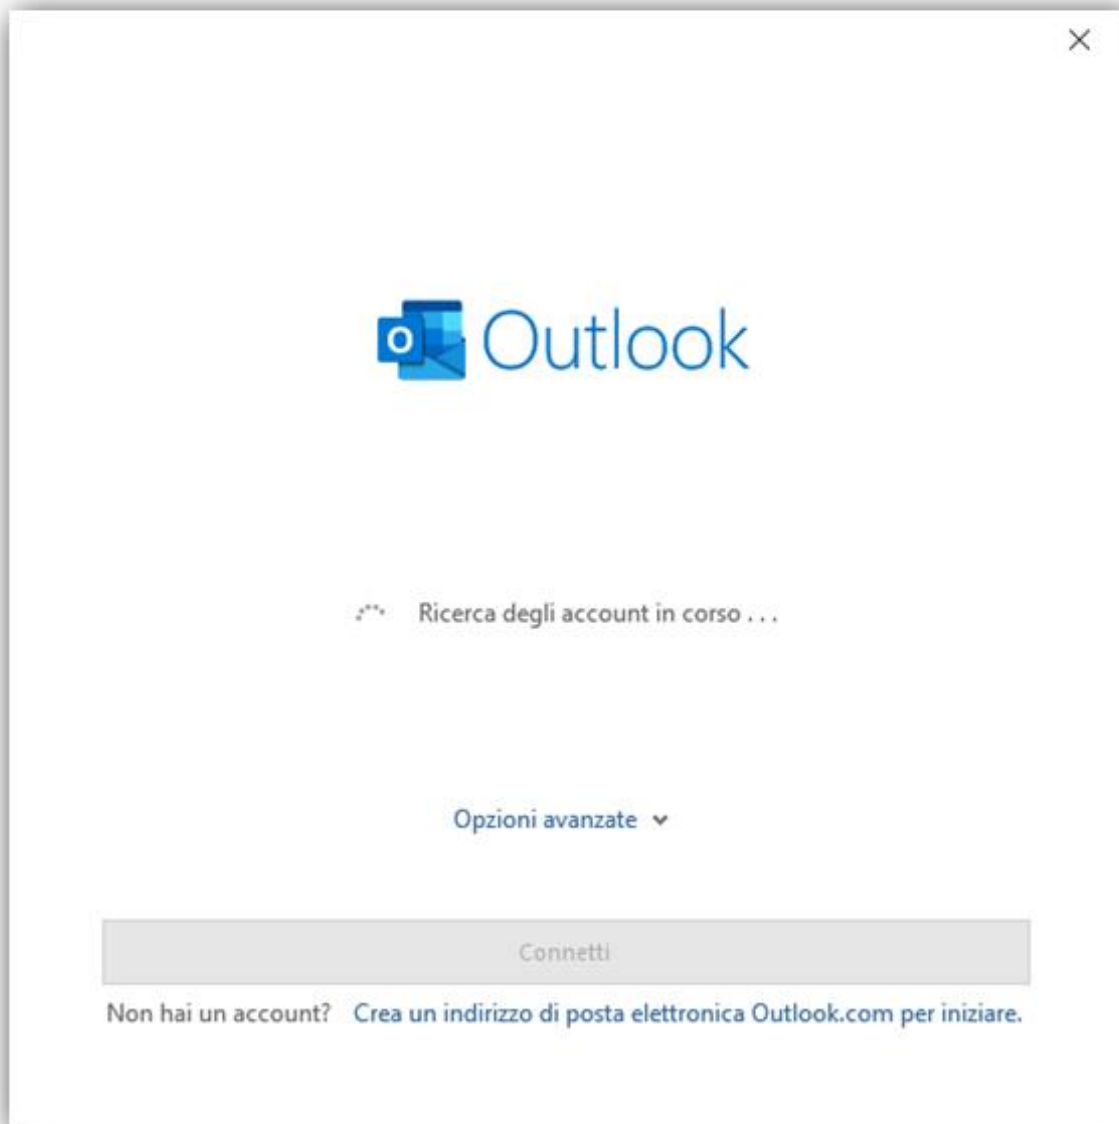 O Outlook
Ricerca degli account in corso . . .
Opzioni avanzate
Connetti
Non hai un account? Crea un indirizzo di posta elettronica Outlook.com per iniziare.